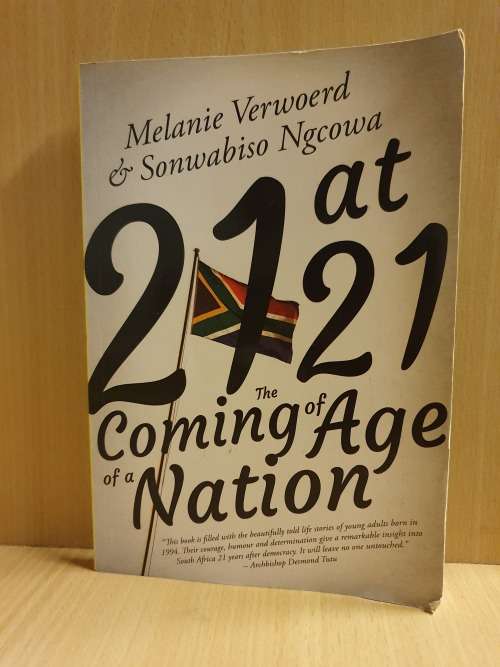 Melanie Verwoerd
& Sonwabiso Ngcowa
21 at
21
The
Coming of Age
of a Nation
"This book is filled with the beautifully told life stories of young adults born in
1994. Their courage, humour and determination give a remarkable insight into
South Africa 21 years after democracy. It will leave no one untouched."
– Archbishop Desmond Tutu